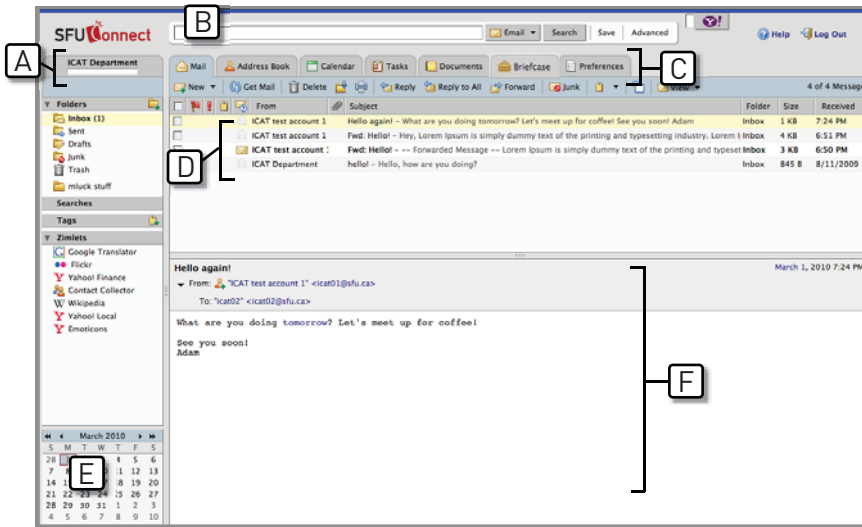 SFU Connect
B
Email Search Save Advanced
Y!
Help Log Out
A
ICAT Department
Mail Address Book Calendar Tasks Documents Briefcase Preferences
C
New Get Mail Delete Reply Reply to All Forward Junk View
4 of 4 Message
Folders
Inbox (1)
Sent
Drafts
Junk
Trash
mluck stuff
Searches
Tags
Zimlets
Google Translator
Flickr
Yahoo! Finance
Contact Collector
Wikipedia
Yahoo! Local
Emoticons
From Subject Folder Size Received
ICAT test account 1 Hello again! - What are you doing tomorrow? Let's meet up for coffee! See you soon! Adam Inbox 1 KB 7:24 PM
ICAT test account 1 Fwd: Hello! - Hey, Lorem Ipsum is simply dummy text of the printing and typesetting industry. Lorem I Inbox 4 KB 6:51 PM
ICAT test account Fwd: Hello! - -- Forwarded Message -- Lorem Ipsum is simply dummy text of the printing and typeset Inbox 3 KB 6:50 PM
ICAT Department hello! - Hello, how are you doing? Inbox 845 B 8/11/2009
D
Hello again! March 1, 2010 7:24 PM
From: "ICAT test account 1" <icat01@sfu.ca>
To: "icat02" <icat02@sfu.ca>
What are you doing tomorrow? Let's meet up for coffee!
See you soon!
Adam
F
March 2010
S M T W T F S
28 4 5 6
7 11 12 13
14 18 19 20
21 22 23 24 25 26 27
28 29 30 31 1 2 3
4 5 6 7 8 9 10
E